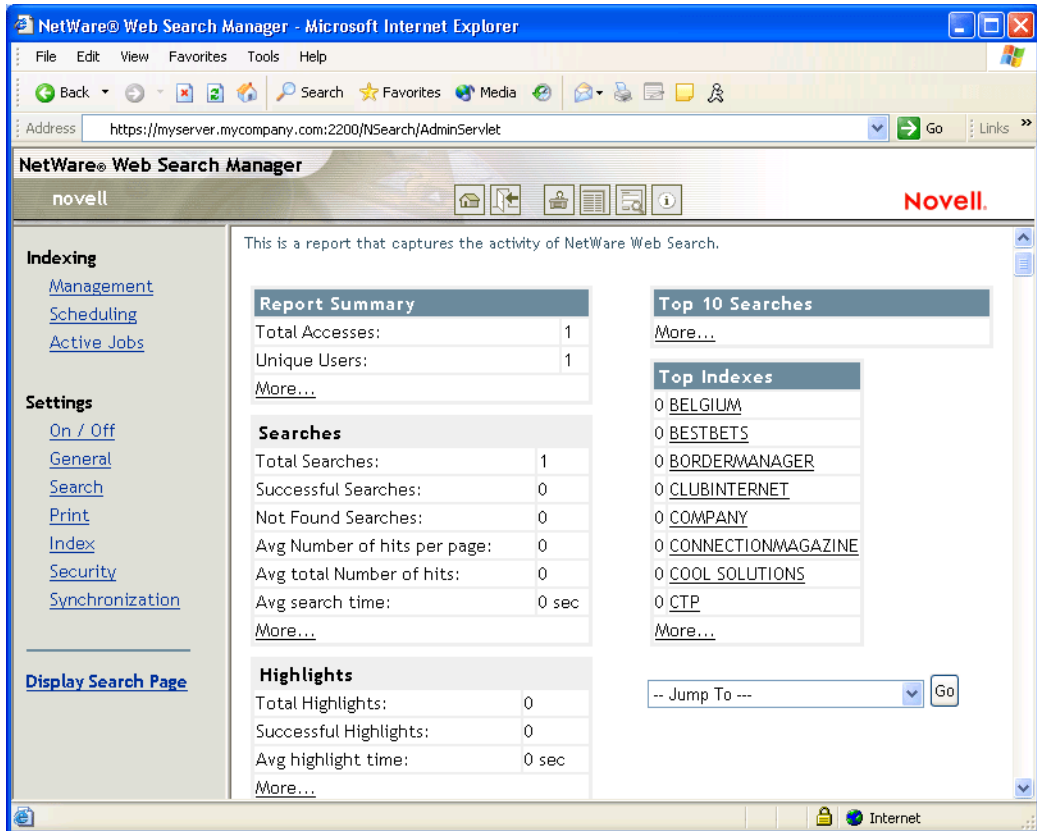 NetWare® Web Search Manager - Microsoft Internet Explorer
File Edit View Favorites Tools Help
Back Search Favorites Media
Address https://myserver.mycompany.com:2200/NSearch/AdminServlet Go Links »
NetWare® Web Search Manager
novell
Novell.
Indexing
Management
Scheduling
Active Jobs
Settings
On / Off
General
Search
Print
Index
Security
Synchronization
Display Search Page
This is a report that captures the activity of NetWare Web Search.
Report Summary
Total Accesses: 1
Unique Users: 1
More...
Searches
Total Searches: 1
Successful Searches: 0
Not Found Searches: 0
Avg Number of hits per page: 0
Avg total Number of hits: 0
Avg search time: 0 sec
More...
Highlights
Total Highlights: 0
Successful Highlights: 0
Avg highlight time: 0 sec
More...
Top 10 Searches
More...
Top Indexes
0 BELGIUM
0 BESTBETS
0 BORDERMANAGER
0 CLUBINTERNET
0 COMPANY
0 CONNECTIONMAGAZINE
0 COOL SOLUTIONS
0 CTP
More...
-- Jump To --- Go
Internet